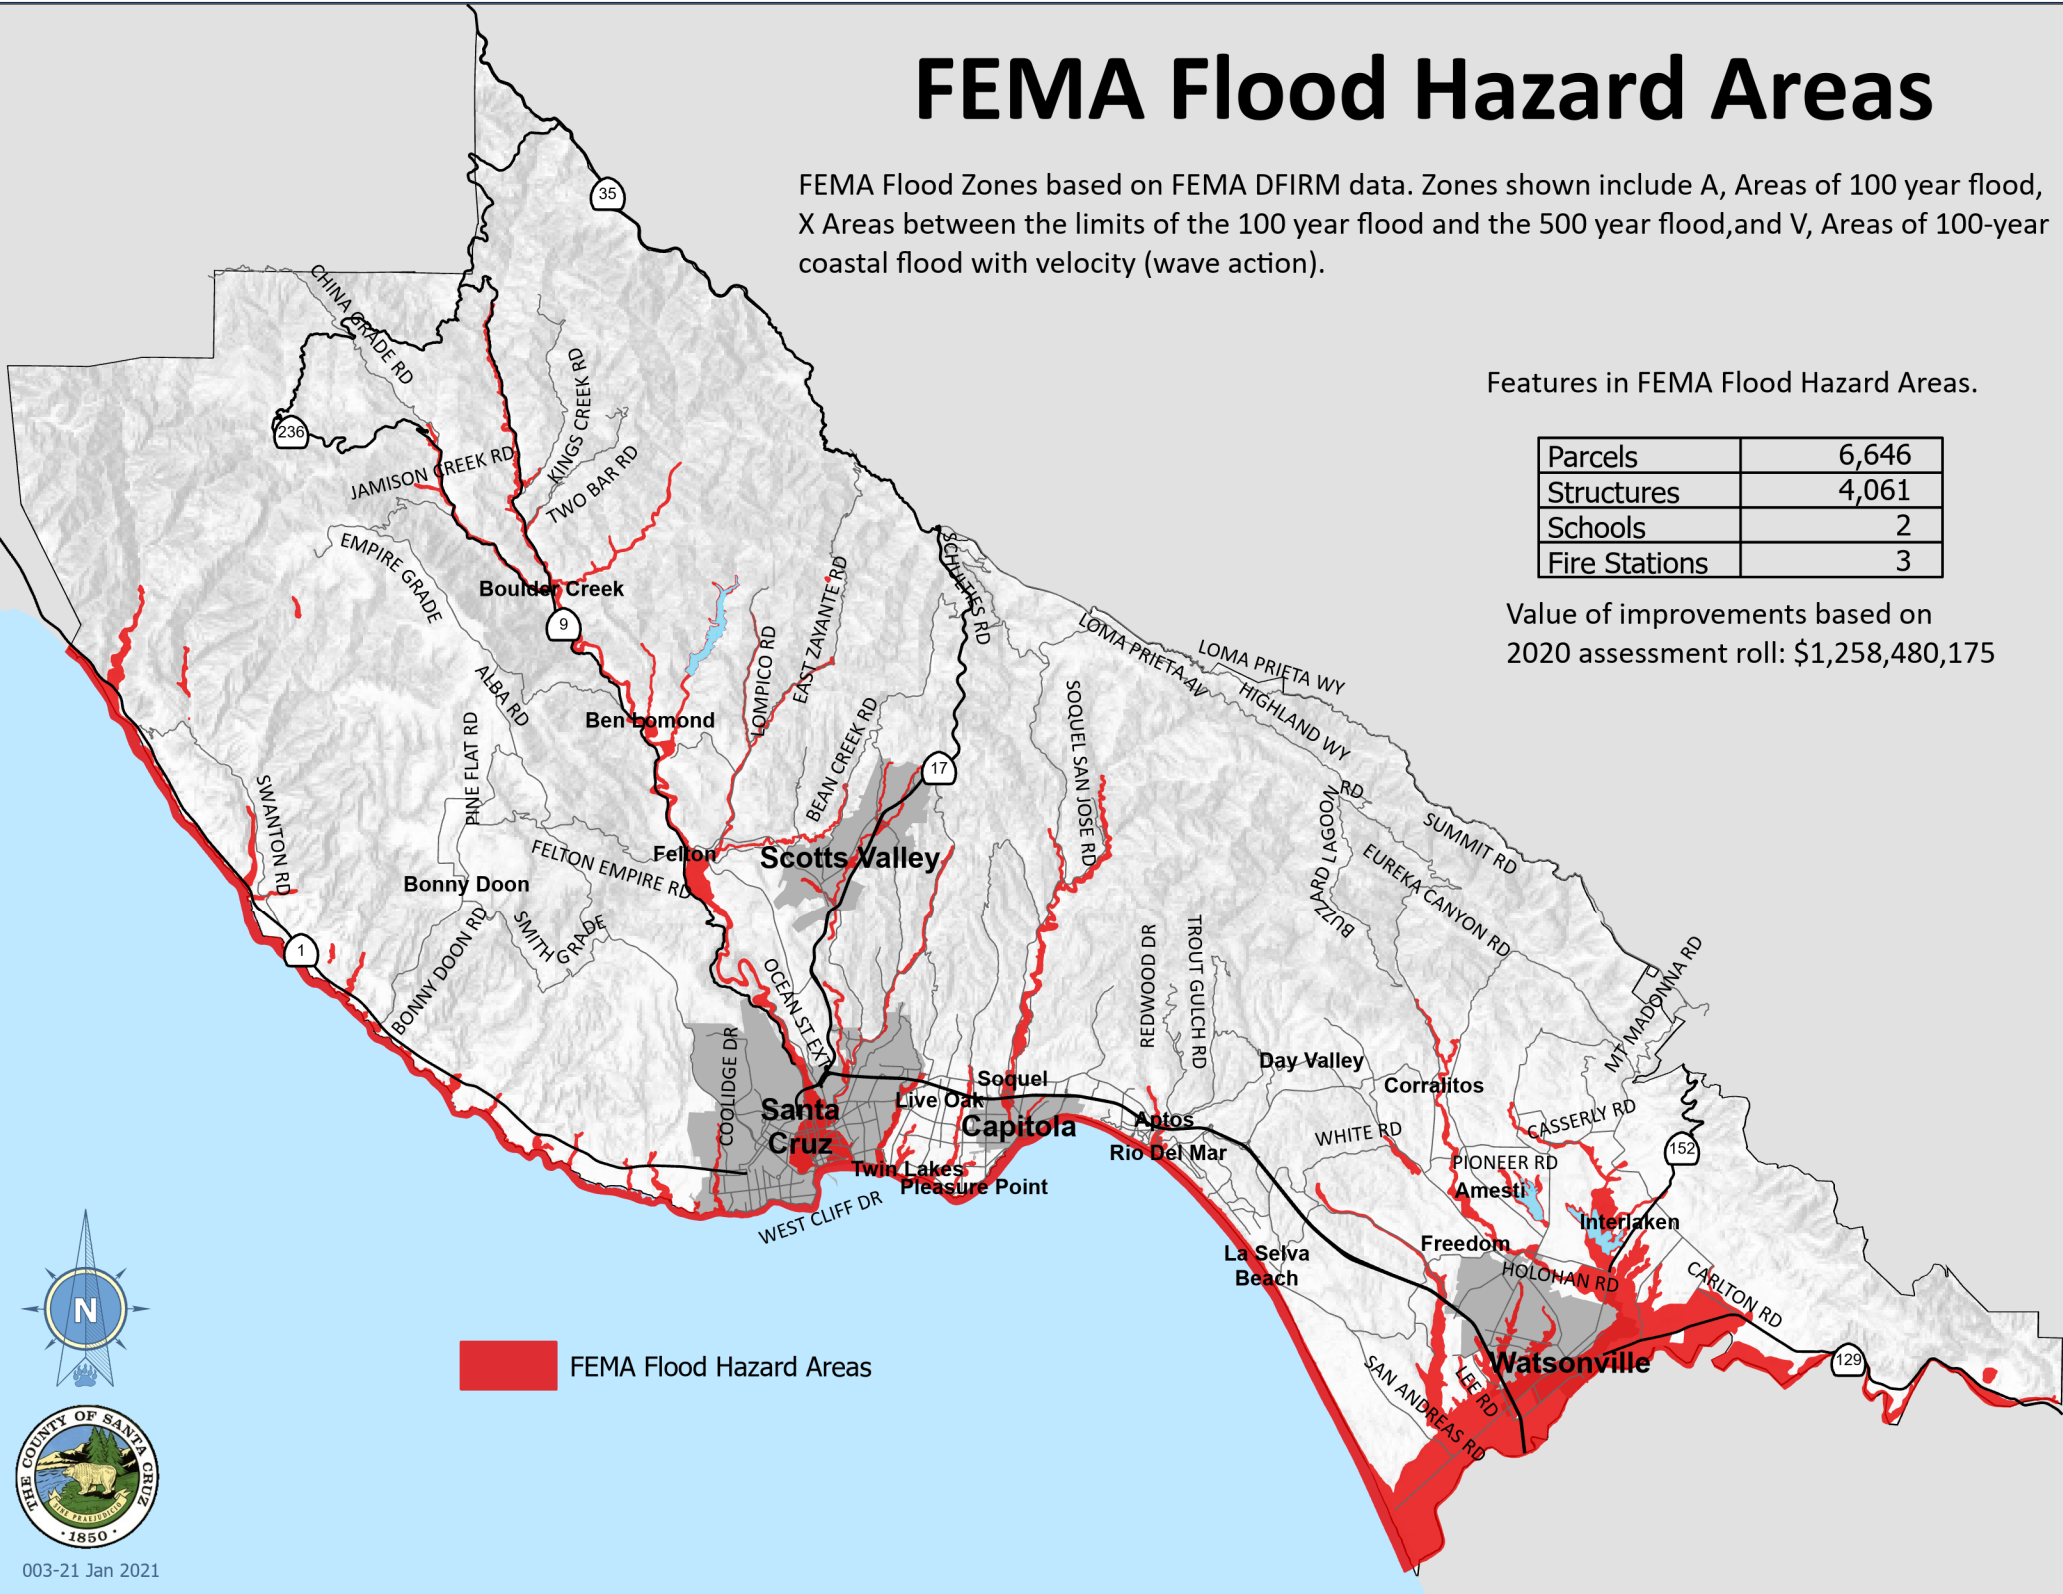 FEMA Flood Hazard Areas
FEMA Flood Zones based on FEMA DFIRM data. Zones shown include A, Areas of 100 year flood,
X Areas between the limits of the 100 year flood and the 500 year flood,and V, Areas of 100-year
coastal flood with velocity (wave action).
Features in FEMA Flood Hazard Areas.
Parcels 6,646
Structures 4,061
Schools 2
Fire Stations 3
Value of improvements based on
2020 assessment roll: $1,258,480,175
35
CHINA GRADE RD
KINGS CREEK RD
236
JAMISON CREEK RD
TWO BAR RD
EMPIRE GRADE
Boulder Creek
9
SCHULTIES RD
LOMA PRIETA AV
LOMA PRIETA WY
HIGHLAND WY
EAST ZAYANTE RD
LOMPICO RD
ALBA RD
Ben Lomond
PINE FLAT RD
BEAN CREEK RD
SOQUEL SAN JOSE RD
17
SWANTON RD
FELTON EMPIRE RD
Felton
Scotts Valley
BUZZARD LAGOON
RD
SUMMIT RD
EUREKA CANYON RD
Bonny Doon
BONNY DOON RD
SMITH GRADE
1
OCEAN ST EXT
REDWOOD DR
TROUT GULCH RD
MT MADONNA RD
COOLIDGE DR
Day Valley
Corralitos
Soquel
Live Oak
Santa
Cruz
Capitola
Aptos
Rio Del Mar
WHITE RD
CASSERLY RD
152
PIONEER RD
Amesti
Twin Lakes
Pleasure Point
WEST CLIFF DR
Interlaken
Freedom
La Selva
Beach
HOLOHAN RD
CARLTON RD
Watsonville
129
SAN ANDREAS RD
LEE RD
N
FEMA Flood Hazard Areas
THE COUNTY OF SANTA CRUZ
SINE PRAEJUDICIO
1850
003-21 Jan 2021